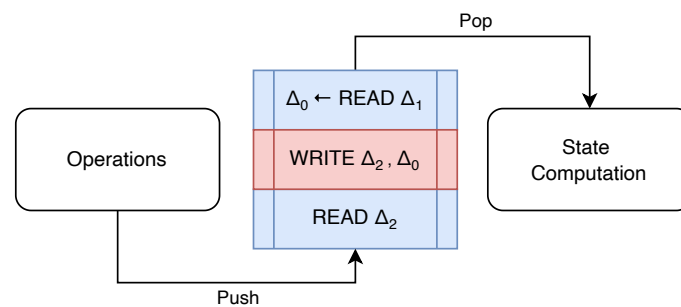 Pop
Δ₀ ← READ Δ₁
Operations
WRITE Δ₂ , Δ₀
State
Computation
READ Δ₂
Push